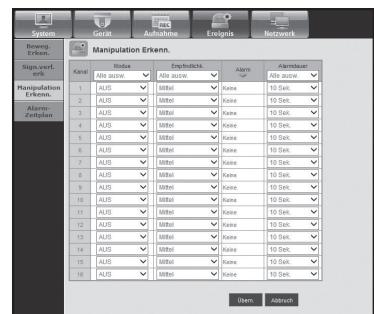 System Gerät Aufnahme Ereignis Netzwerk
Beweg. Erken.
Sign.verl. erk
Manipulation Erkenn.
Alarm-Zeitplan
Manipulation Erkenn.
Kanal Modus Empfindlichk. Alarm Alarmdauer
Alle ausw. Alle ausw. Alle ausw.
1 AUS Mittel Keine 10 Sek.
2 AUS Mittel Keine 10 Sek.
3 AUS Mittel Keine 10 Sek.
4 AUS Mittel Keine 10 Sek.
5 AUS Mittel Keine 10 Sek.
6 AUS Mittel Keine 10 Sek.
7 AUS Mittel Keine 10 Sek.
8 AUS Mittel Keine 10 Sek.
9 AUS Mittel Keine 10 Sek.
10 AUS Mittel Keine 10 Sek.
11 AUS Mittel Keine 10 Sek.
12 AUS Mittel Keine 10 Sek.
13 AUS Mittel Keine 10 Sek.
14 AUS Mittel Keine 10 Sek.
15 AUS Mittel Keine 10 Sek.
16 AUS Mittel Keine 10 Sek.
Übern. Abbruch